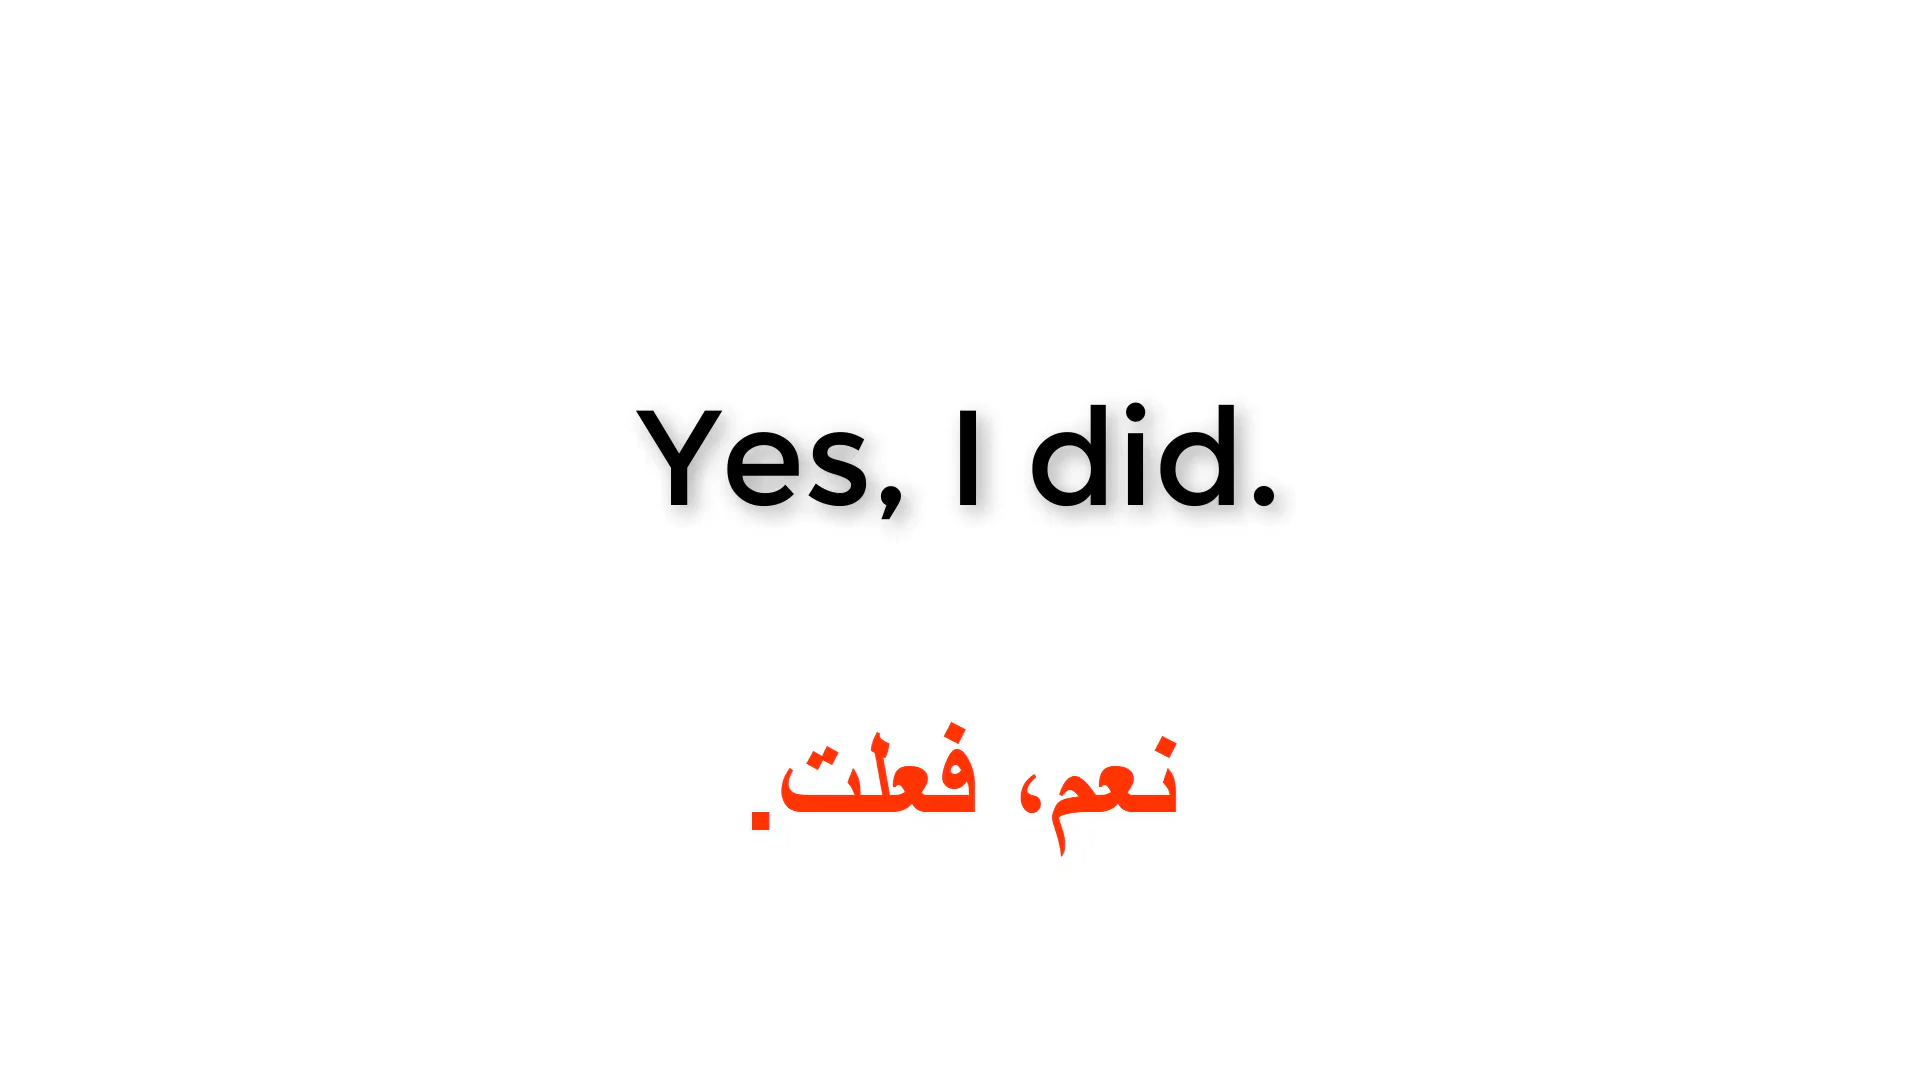 Yes, I did.
نعم، فعلت.